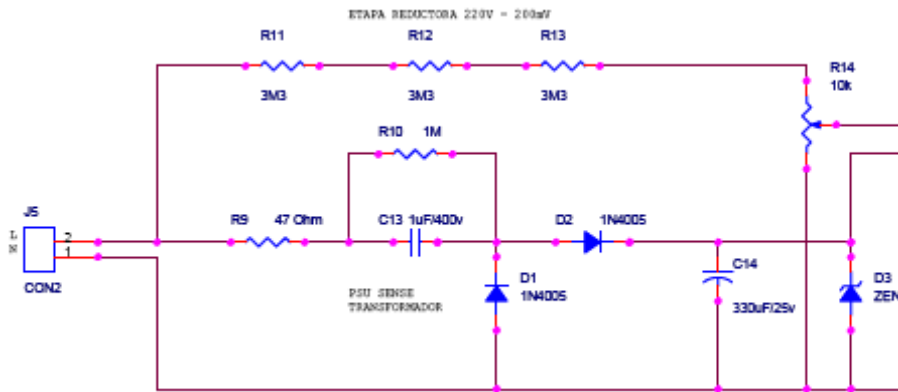 ETAPA REDUCTORA 220V - 200mV
R11
R12
R13
3M3
3M3
3M3
R14
10k
R10 1M
J5
L
N
2
1
CON2
R9 47 Ohm
C13 1uF/400v
D2 1N4005
D1
1N4005
PSU SENSE
TRANSFORMADOR
C14
330uF/25v
D3
ZEN